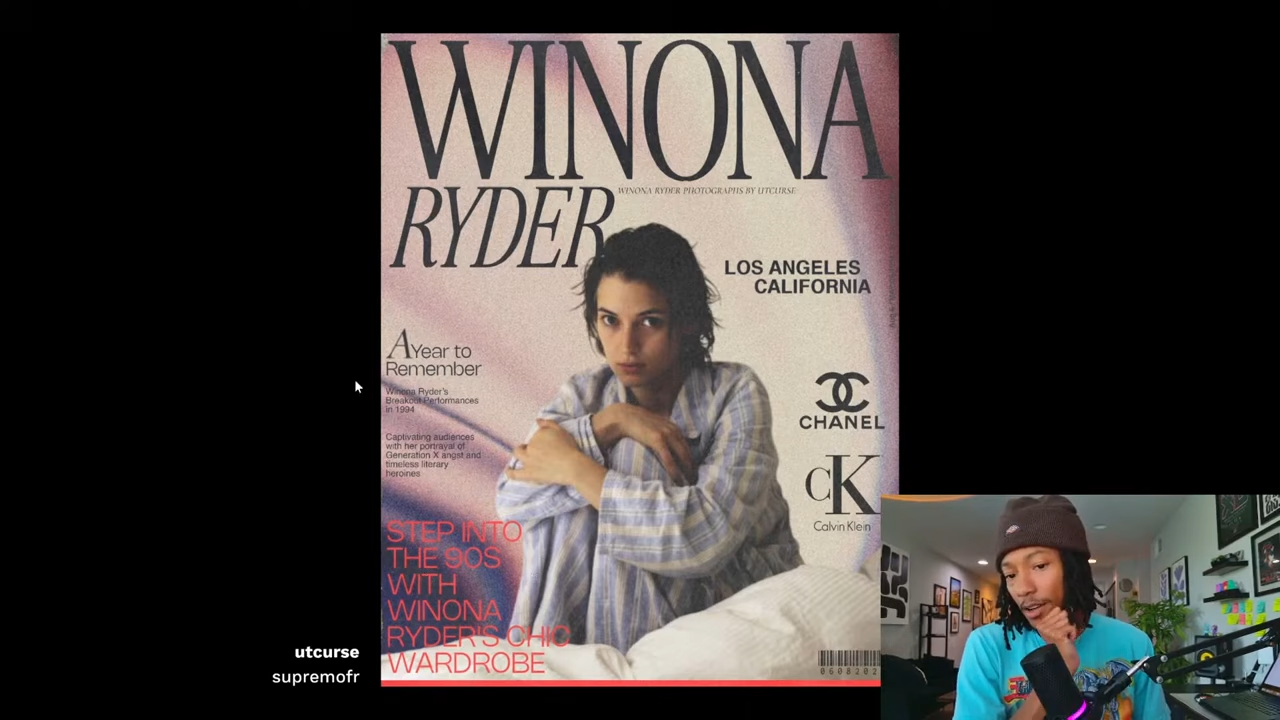 WINONA
RYDER
WINONA RYDER PHOTOGRAPHS BY UTCURSE
LOS ANGELES
CALIFORNIA
A Year to
Remember
Winona Ryder's
Breakout Performances
in 1994
Captivating audiences
with her portrayal of
Generation X angst and
timeless literary
heroines
CHANEL
cK
Calvin Klein
STEP INTO
THE 90S
WITH
WINONA
RYDER'S CHIC
WARDROBE
0608202
utcurse
supremofr